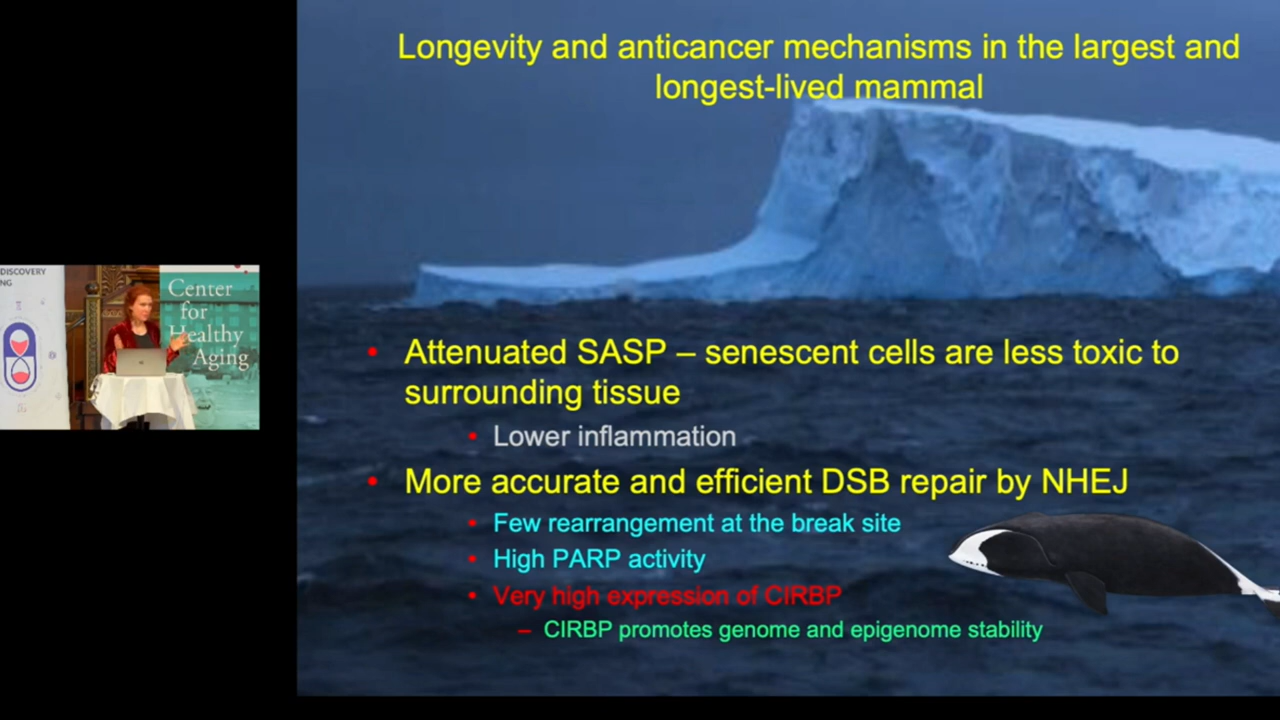 Longevity and anticancer mechanisms in the largest and
longest-lived mammal
DISCOVERY
NG
Center
for
Healthy
Aging
• Attenuated SASP – senescent cells are less toxic to
surrounding tissue
• Lower inflammation
• More accurate and efficient DSB repair by NHEJ
• Few rearrangement at the break site
• High PARP activity
• Very high expression of CIRBP
– CIRBP promotes genome and epigenome stability